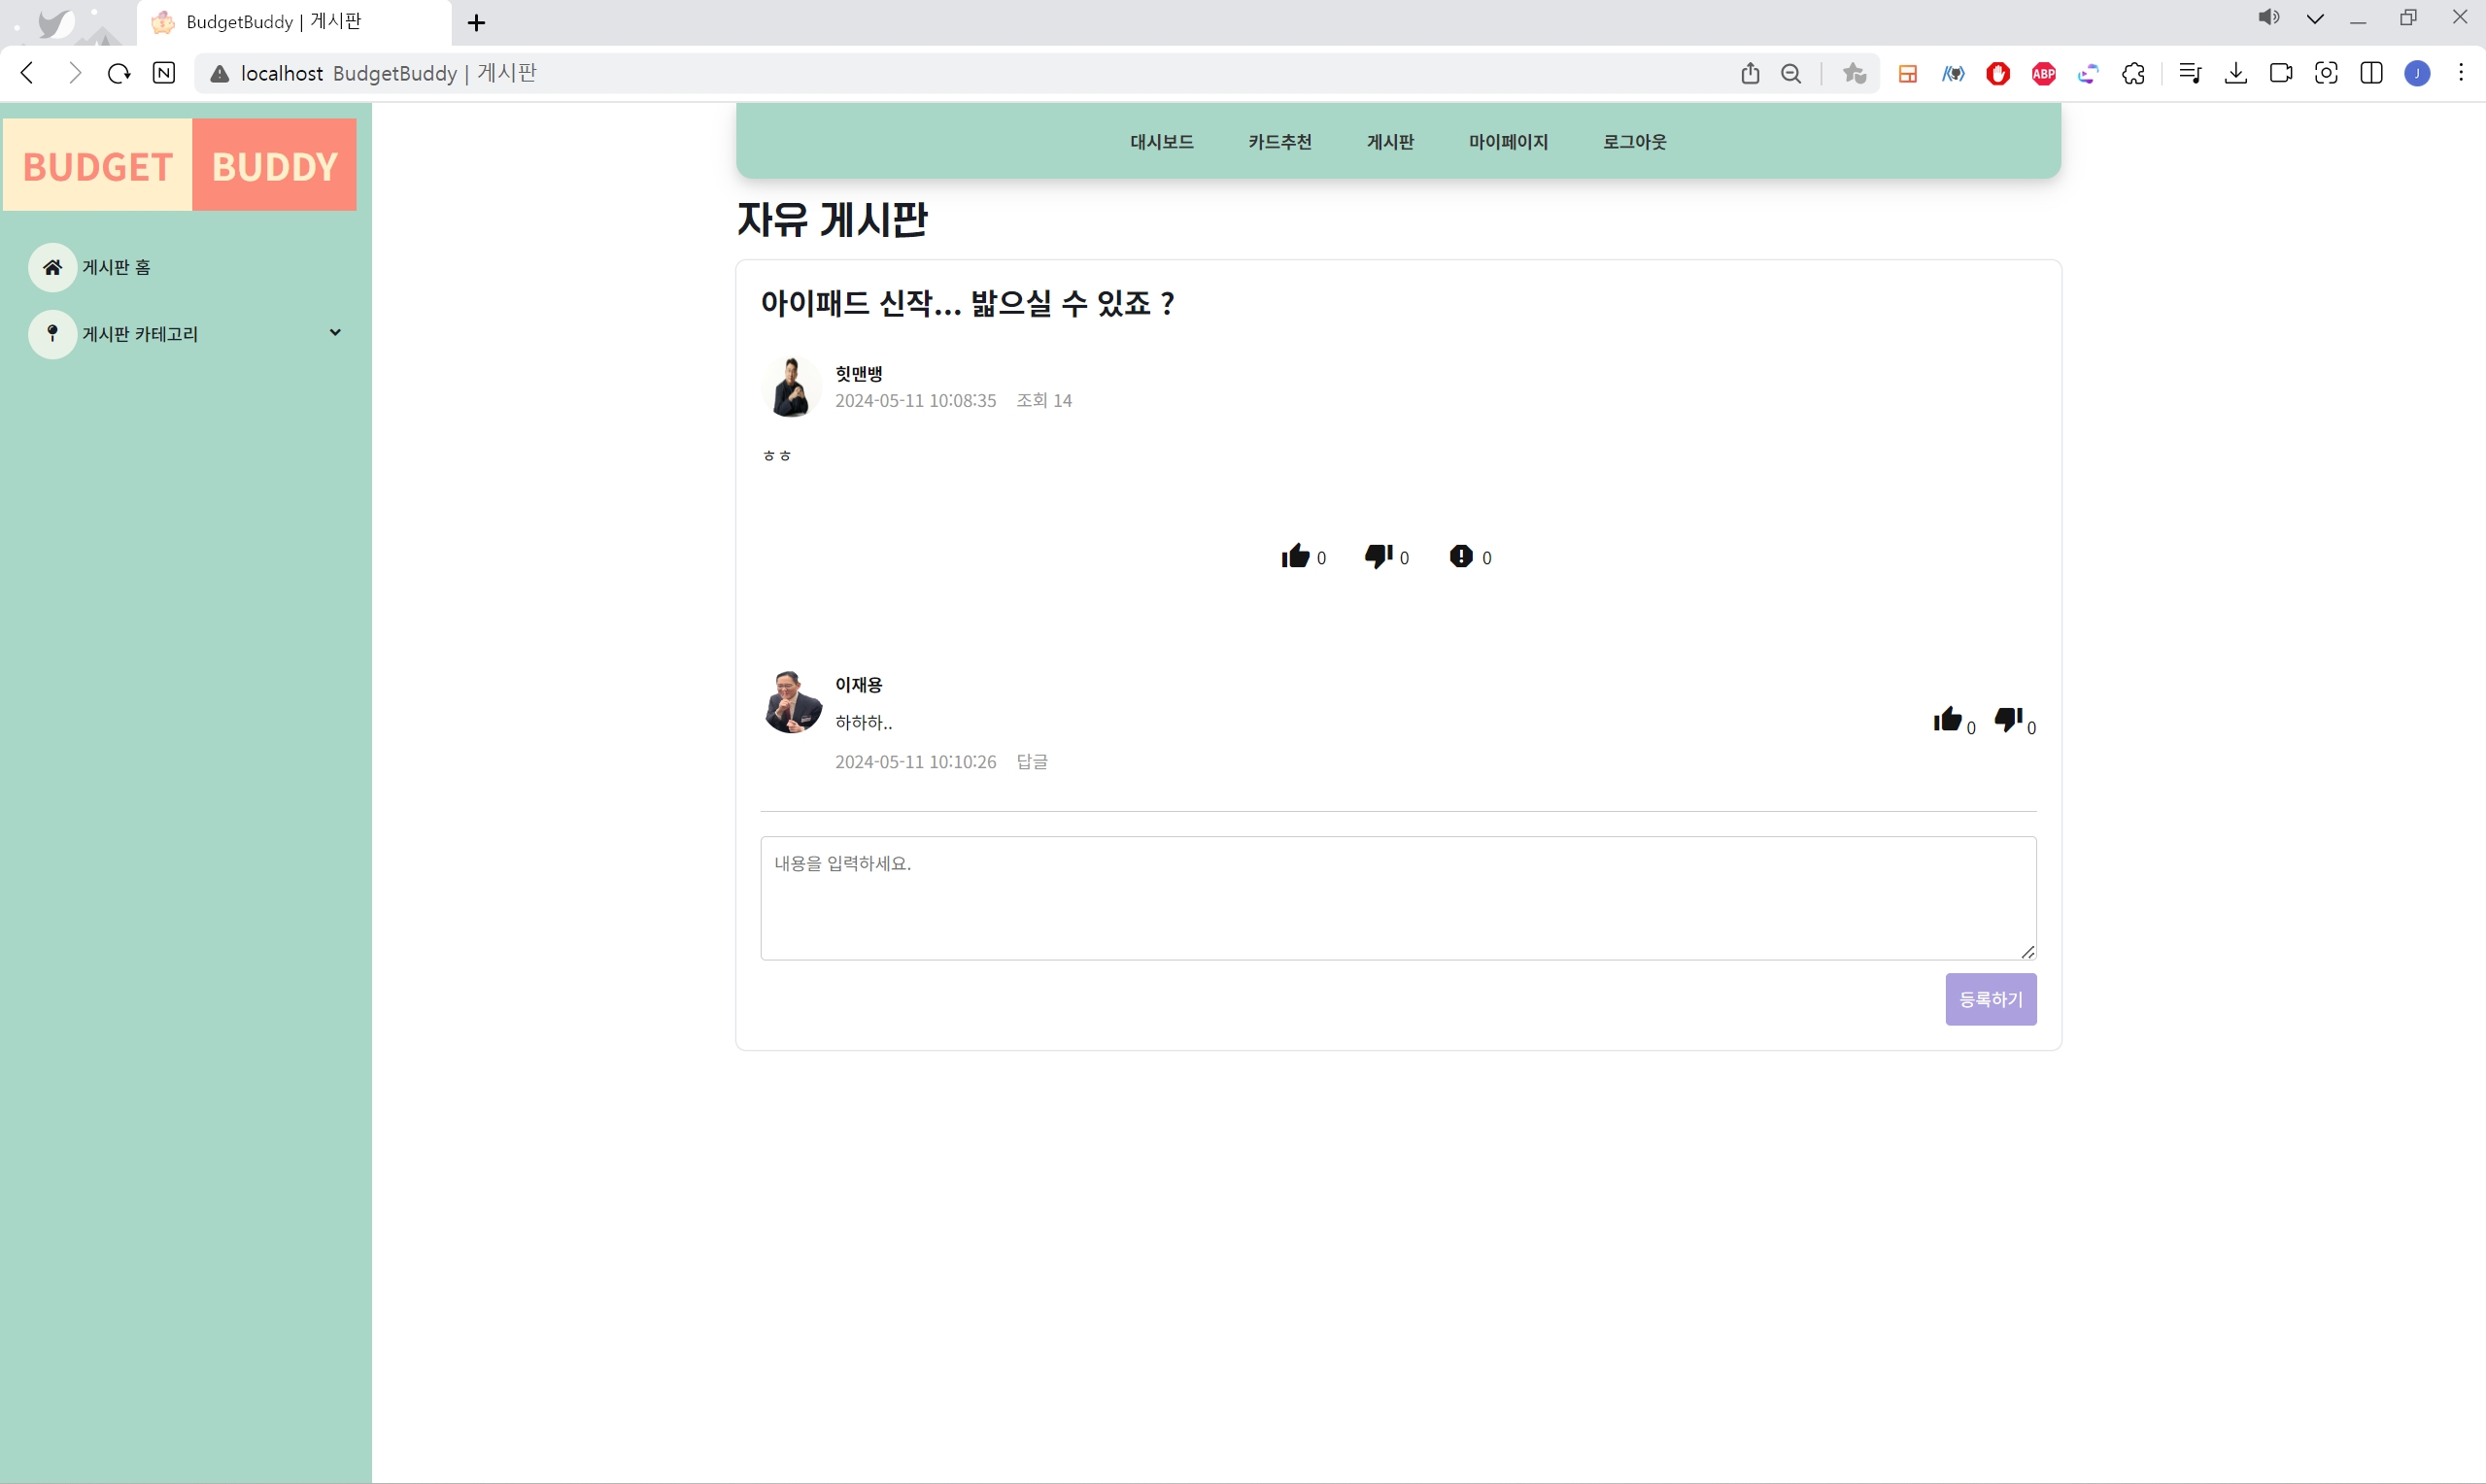 BudgetBuddy | 게시판
localhost BudgetBuddy | 게시판
ABP
J
BUDGET BUDDY
대시보드 카드추천 게시판 마이페이지 로그아웃
게시판 홈
게시판 카테고리
자유 게시판
아이패드 신작... 밟으실 수 있죠 ?
힛맨뱅
2024-05-11 10:08:35 조회 14
ㅎㅎ
0 0 0
이재용
하하하..
0 0
2024-05-11 10:10:26 답글
내용을 입력하세요.
등록하기